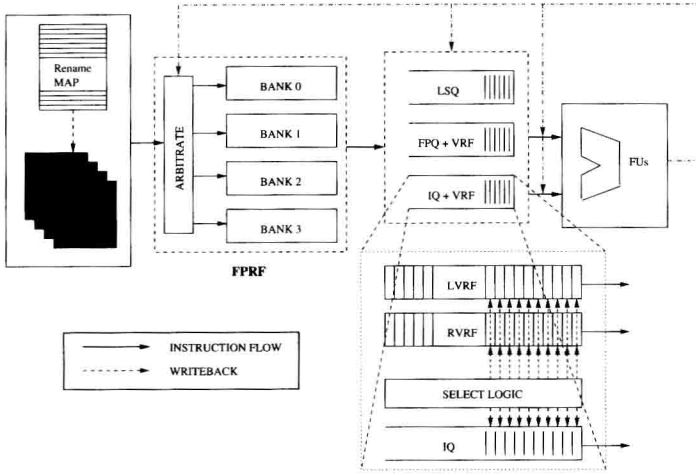 Rename
MAP
ARBITRATE
BANK 0
BANK 1
BANK 2
BANK 3
FPRF
LSQ
FPQ + VRF
IQ + VRF
FUs
LVRF
RVRF
SELECT LOGIC
IQ
INSTRUCTION FLOW
WRITEBACK